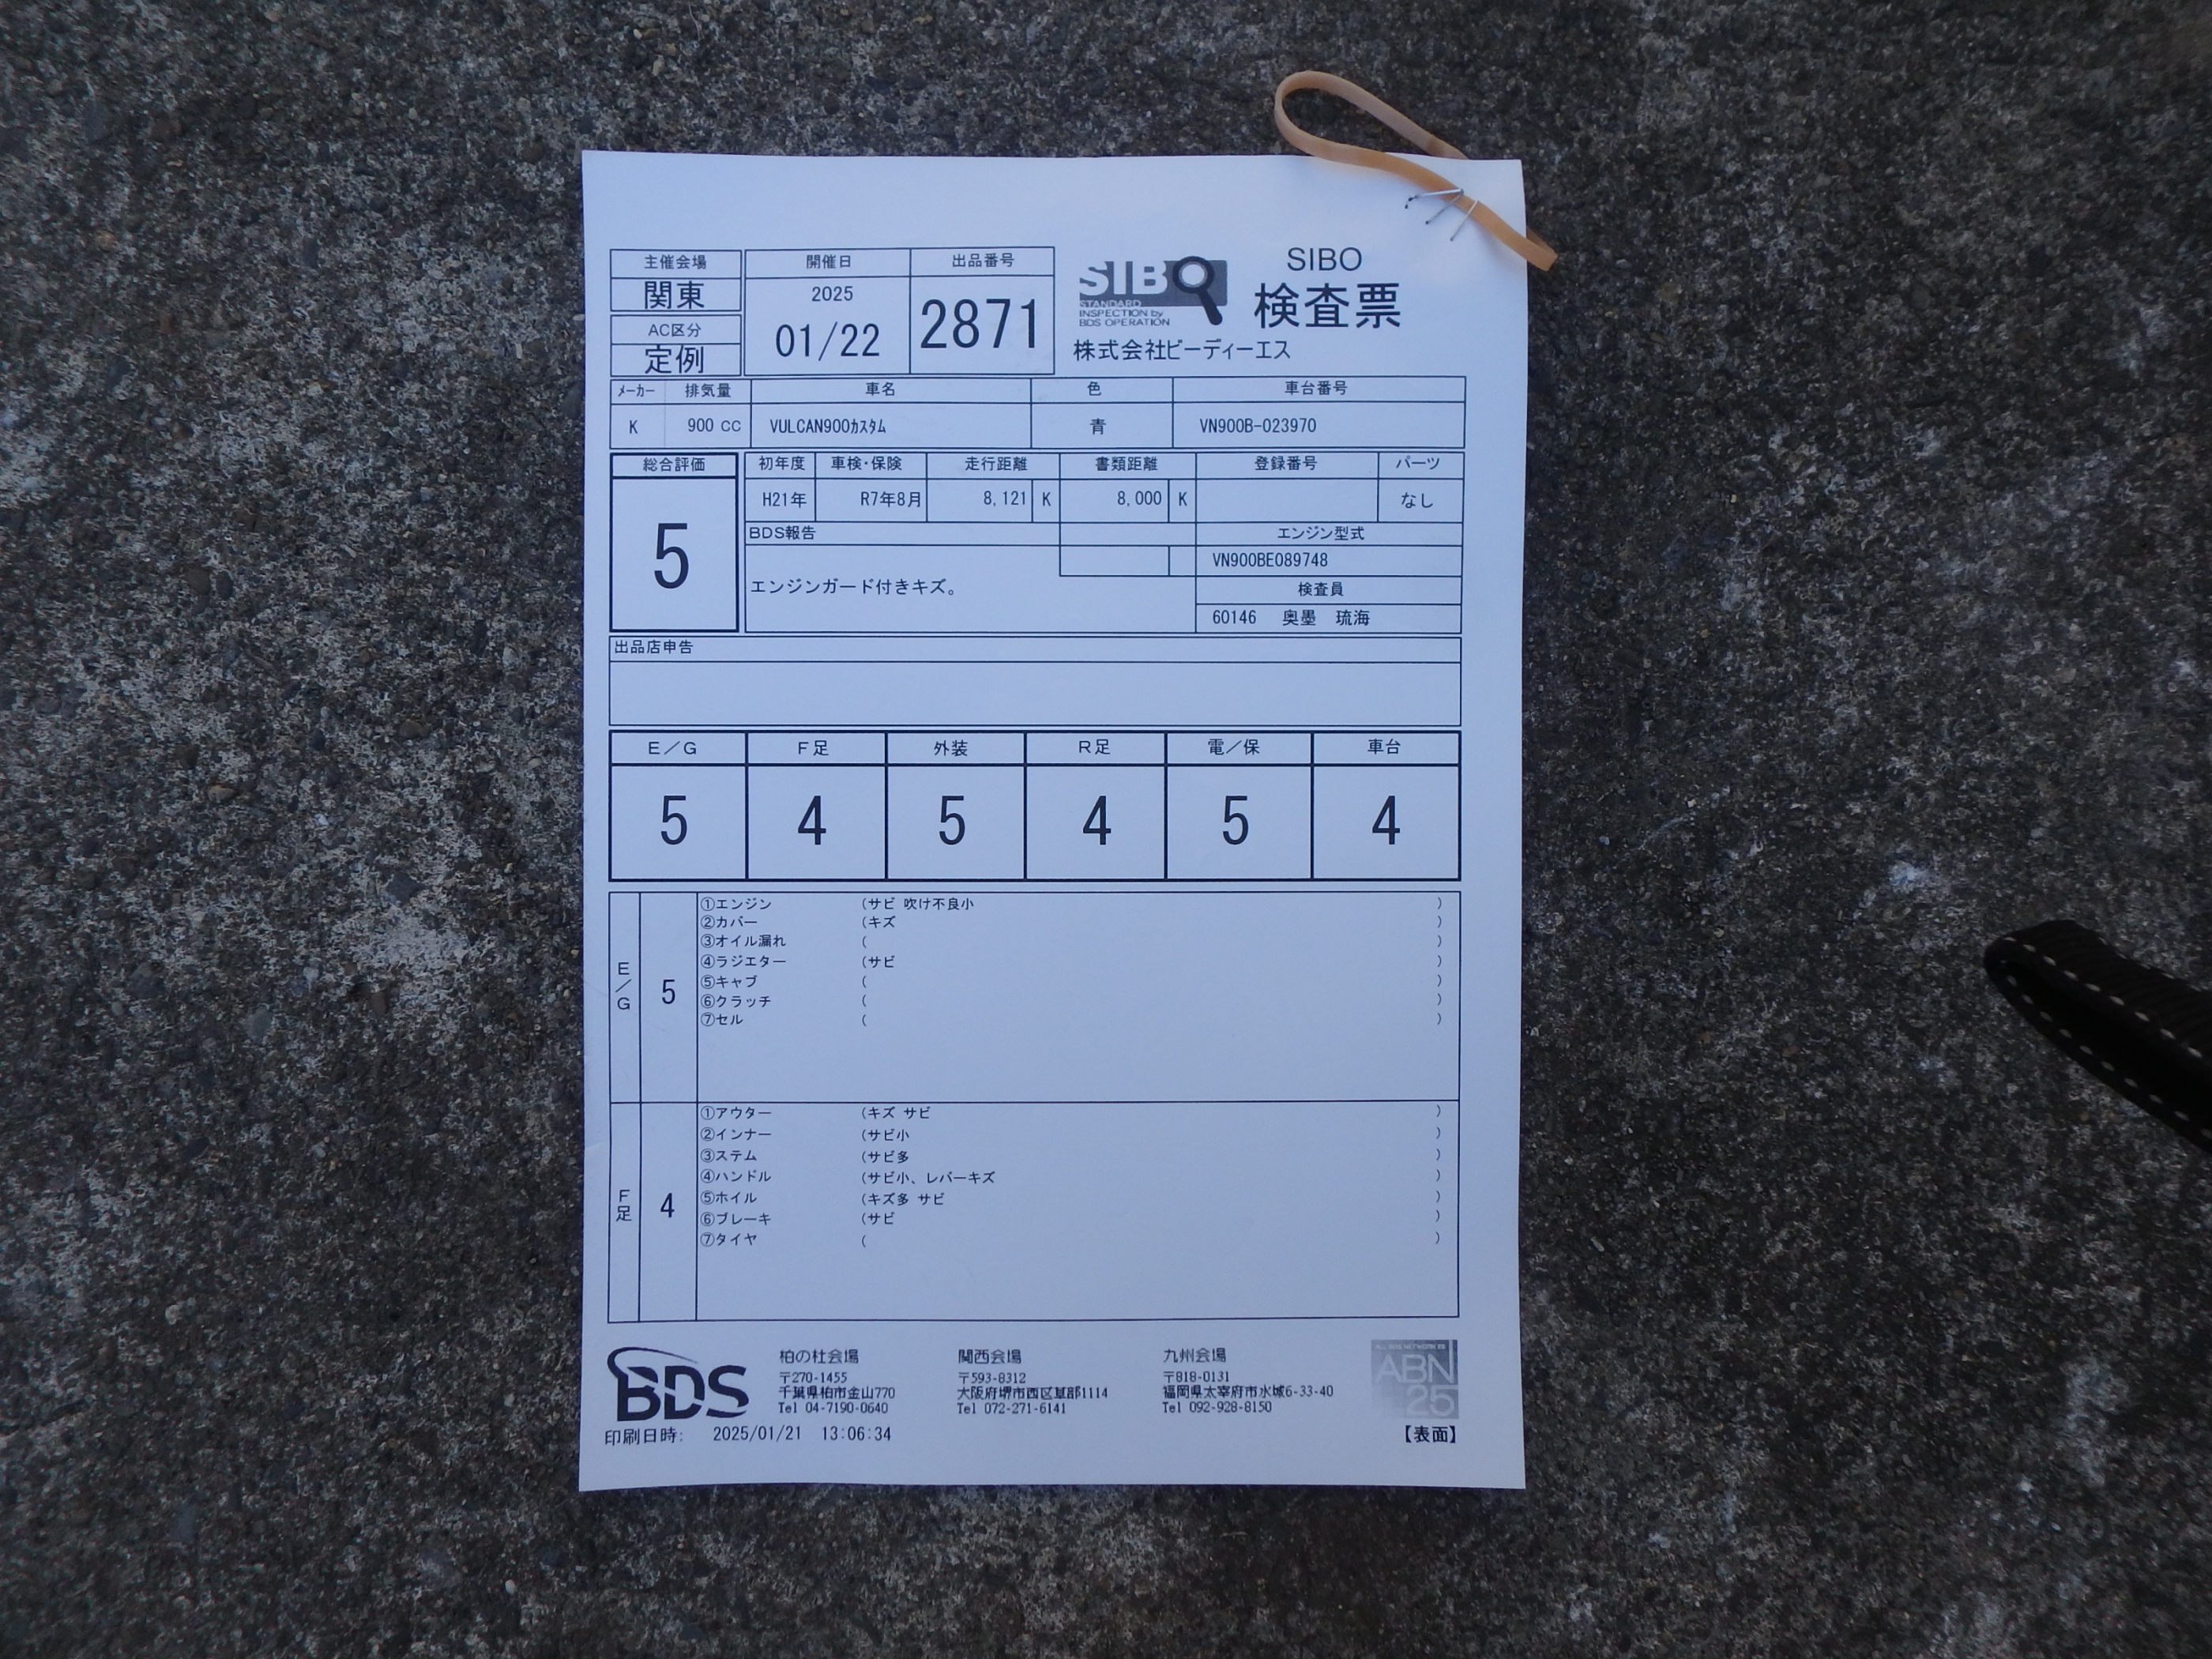 主催会場
関東
AC区分
定例
開催日
2025
01/22
出品番号
2871
SIBO
STANDARD
INSPECTION by
BDS OPERATION
SIBO
検査票
株式会社ビーディーエス
メーカー 排気量 車名 色 車台番号
K 900 CC VULCAN900カスタム 青 VN900B-023970
総合評価
5
初年度 車検・保険 走行距離 書類距離 登録番号 パーツ
H21年 R7年8月 8,121 K 8,000 K なし
BDS報告
エンジンガード付きキズ。
エンジン型式
VN900BE089748
検査員
60146 奥墨 琉海
出品店申告
E/G F足 外装 R足 電/保 車台
5 4 5 4 5 4
E/G
5
①エンジン (サビ 吹け不良小 )
②カバー (キズ )
③オイル漏れ ( )
④ラジエター (サビ )
⑤キャブ ( )
⑥クラッチ ( )
⑦セル ( )
F足
4
①アウター (キズ サビ )
②インナー (サビ小 )
③ステム (サビ多 )
④ハンドル (サビ小、レバーキズ )
⑤ホイル (キズ多 サビ )
⑥ブレーキ (サビ )
⑦タイヤ ( )
BDS
柏の杜会場
〒270-1455
千葉県柏市金山770
Tel 04-7190-0640
関西会場
〒593-8312
大阪府堺市西区草部1114
Tel 072-271-6141
九州会場
〒818-0131
福岡県太宰府市水城6-33-40
Tel 092-928-8150
ABN
25
印刷日時: 2025/01/21 13:06:34
【表面】